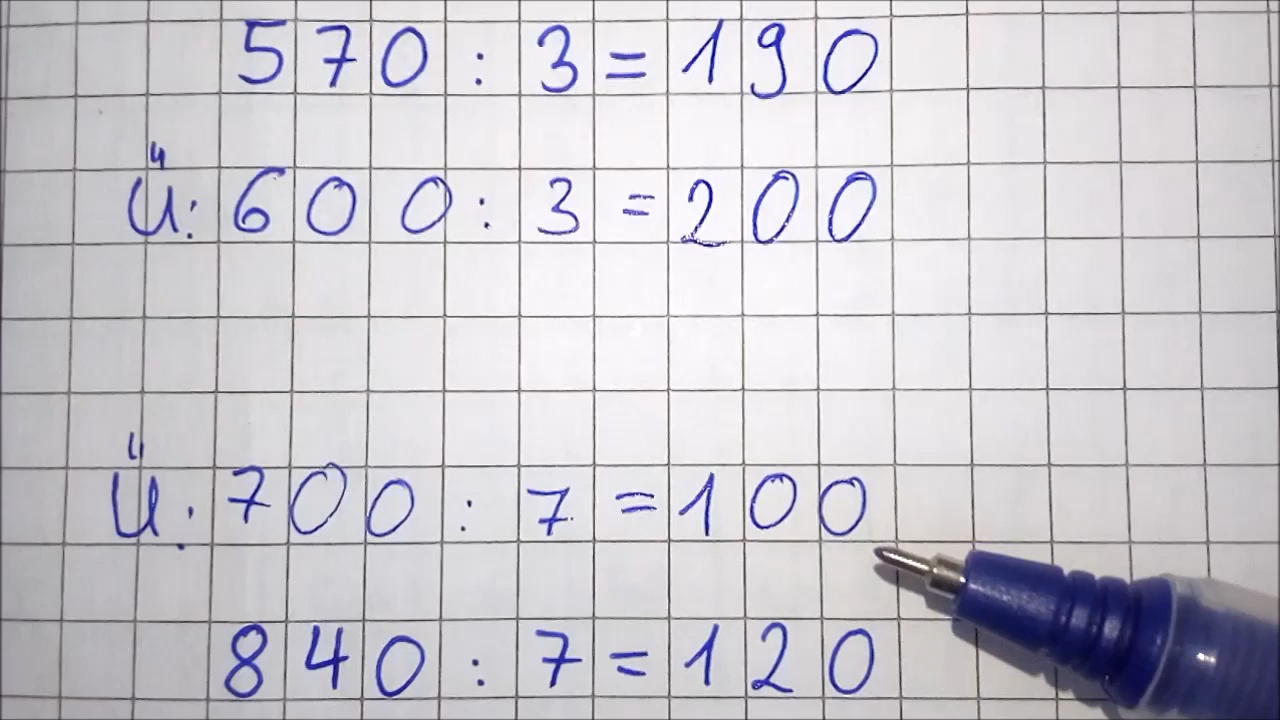 570 : 3 = 190
Ü: 600 : 3 = 200
Ü: 700 : 7 = 100
840 : 7 = 120